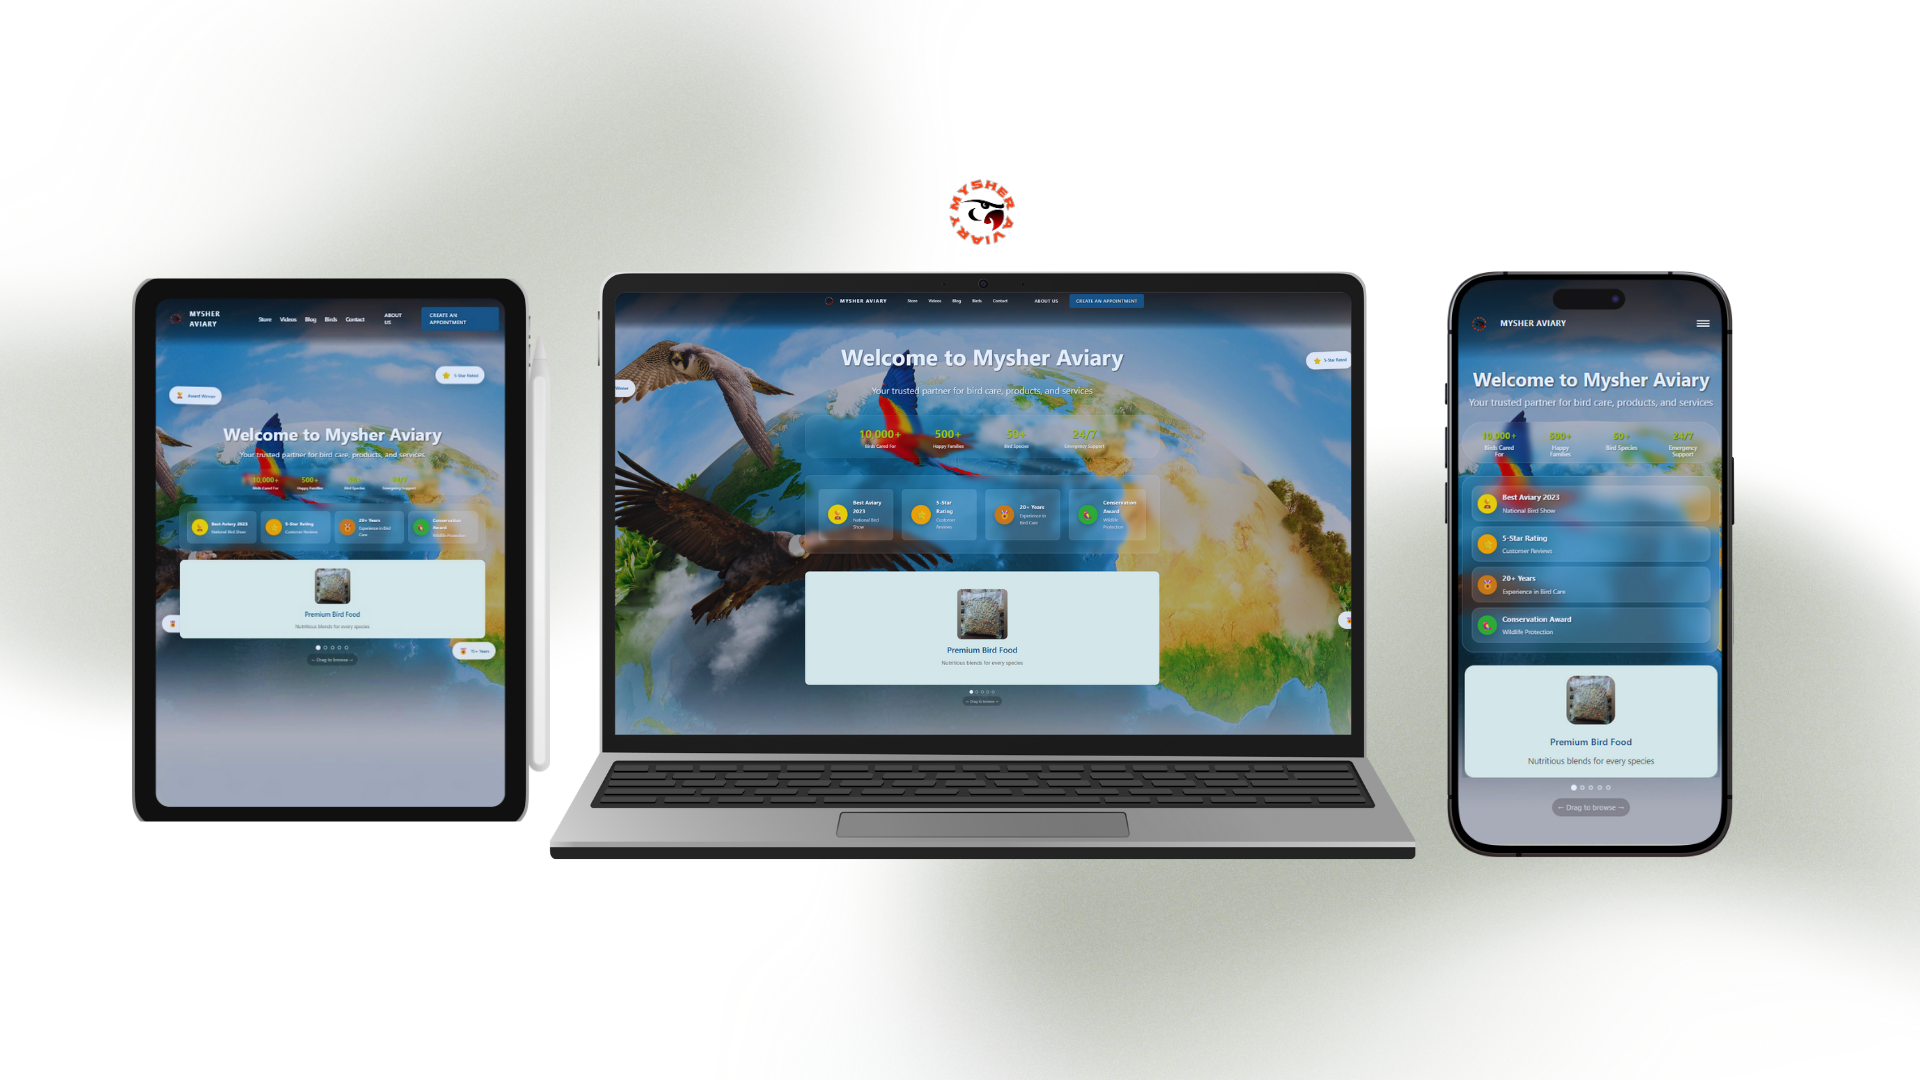 MYSHER AVIARY
MYSHER
AVIARY
Store Videos Blog Birds Contact
ABOUT
US
CREATE AN
APPOINTMENT
5-Star Rated
Award Winner
Welcome to Mysher Aviary
Your trusted partner for bird care, products, and services
10,000+ 500+ 50+ 24/7
Birds Cared For Happy Families Bird Species Emergency Support
Best Aviary 2023
National Bird Show
5-Star Rating
Customer Reviews
20+ Years
Experience in Bird
Care
Conservation
Award
Wildlife Protection
Premium Bird Food
Nutritious blends for every species
← Drag to browse →
MYSHER AVIARY Store Videos Blog Birds Contact ABOUT US CREATE AN APPOINTMENT
Welcome to Mysher Aviary
5-Star Rated
Winner
Your trusted partner for bird care, products, and services
10,000+ 500+ 50+ 24/7
Birds Cared For Happy Families Bird Species Emergency Support
Best Aviary
2023
National Bird
Show
5-Star
Rating
Customer
Reviews
20+ Years
Experience in
Bird Care
Conservation
Award
Wildlife
Protection
Premium Bird Food
Nutritious blends for every species
← Drag to browse →
MYSHER AVIARY
Welcome to Mysher Aviary
Your trusted partner for bird care, products, and services
10,000+ 500+ 50+ 24/7
Birds Cared
For
Happy
Families
Bird Species
Emergency
Support
Best Aviary 2023
National Bird Show
5-Star Rating
Customer Reviews
20+ Years
Experience in Bird Care
Conservation Award
Wildlife Protection
Premium Bird Food
Nutritious blends for every species
← Drag to browse →